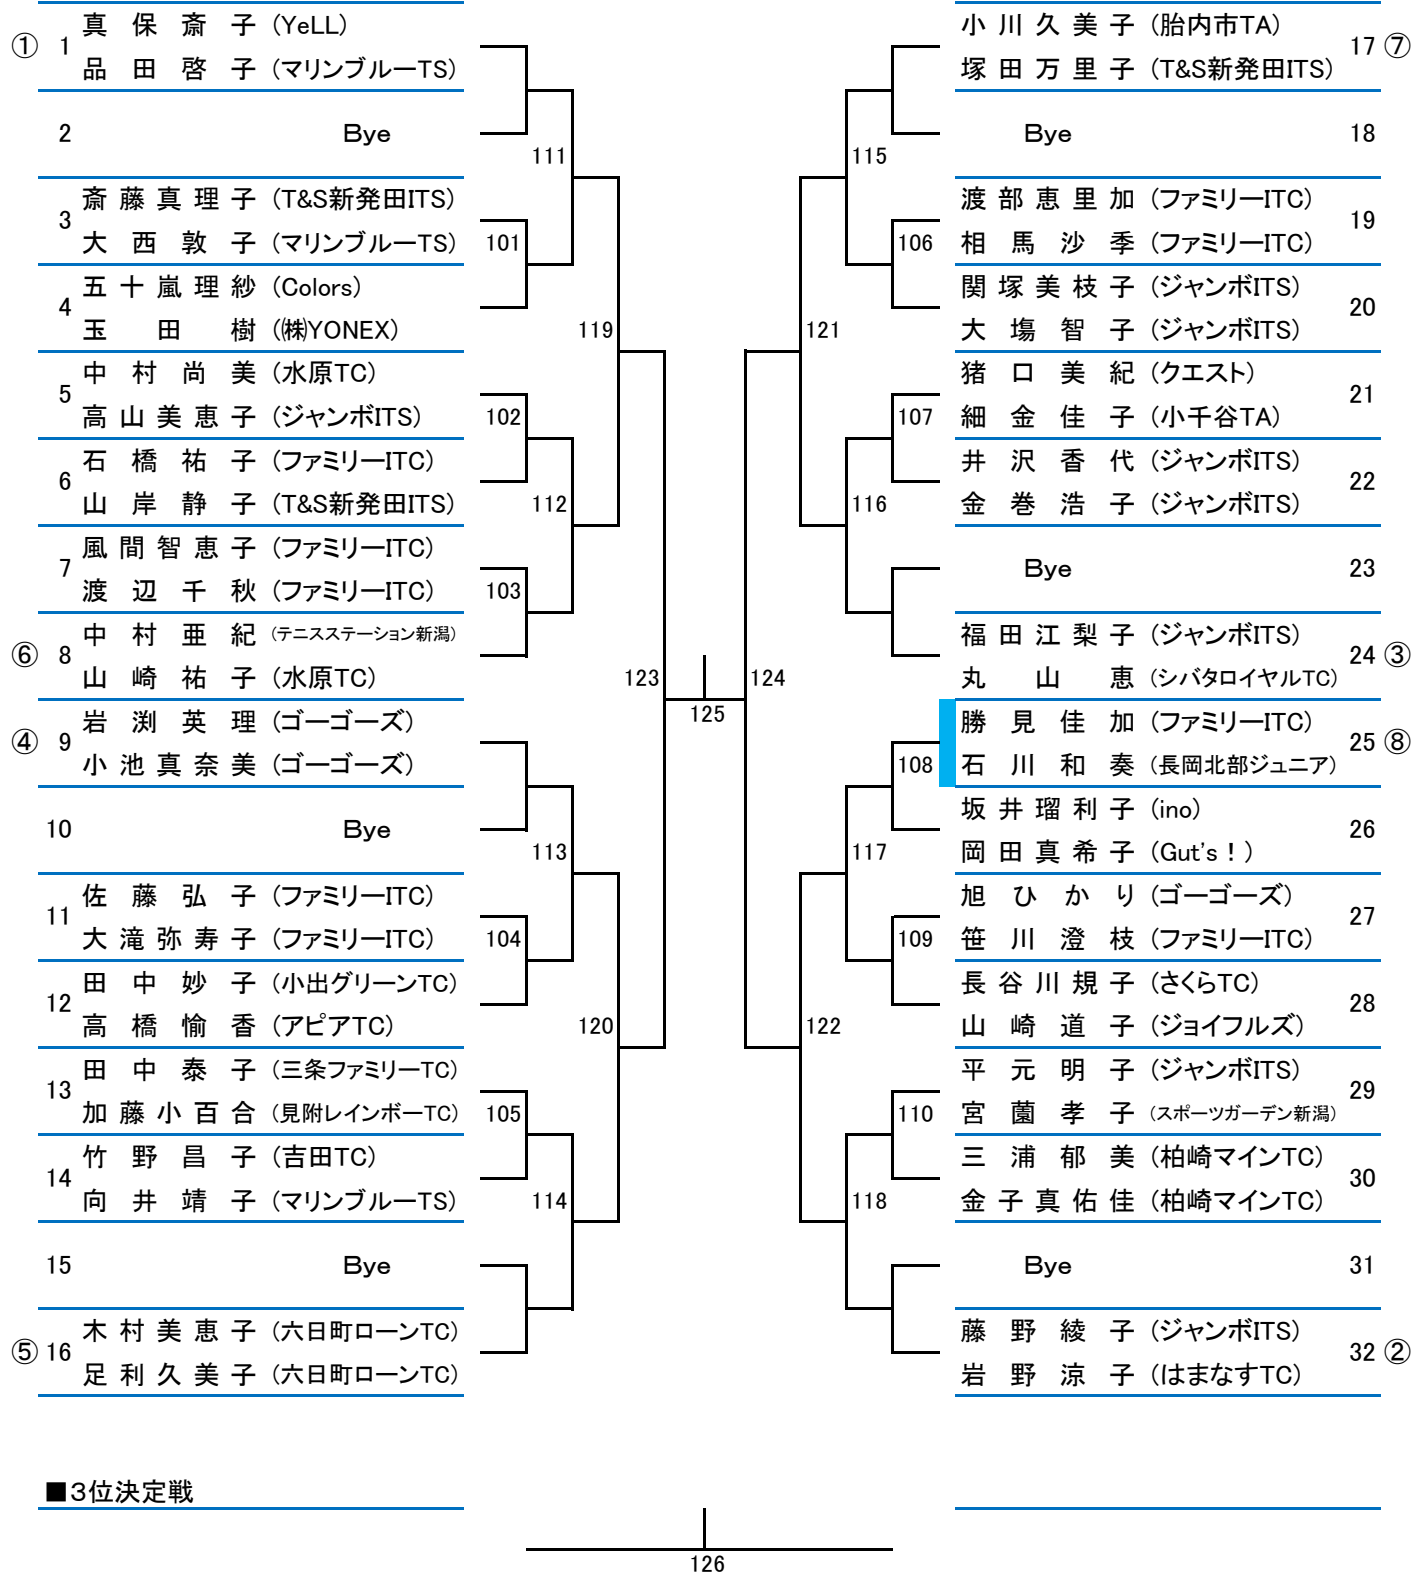 ① 1 真保斎子 (YeLL)
品田啓子 (マリンブルーTS)
2 Bye
3 斎藤真理子 (T&S新発田ITS)
大西敦子 (マリンブルーTS)
4 五十嵐理紗 (Colors)
玉田樹 (㈱YONEX)
5 中村尚美 (水原TC)
高山美恵子 (ジャンボITS)
6 石橋祐子 (ファミリーITC)
山岸静子 (T&S新発田ITS)
7 風間智恵子 (ファミリーITC)
渡辺千秋 (ファミリーITC)
⑥ 8 中村亜紀 (テニスステーション新潟)
山崎祐子 (水原TC)
④ 9 岩渕英理 (ゴーゴーズ)
小池真奈美 (ゴーゴーズ)
10 Bye
11 佐藤弘子 (ファミリーITC)
大滝弥寿子 (ファミリーITC)
12 田中妙子 (小出グリーンTC)
高橋愉香 (アピアTC)
13 田中泰子 (三条ファミリーTC)
加藤小百合 (見附レインボーTC)
14 竹野昌子 (吉田TC)
向井靖子 (マリンブルーTS)
15 Bye
⑤ 16 木村美恵子 (六日町ローンTC)
足利久美子 (六日町ローンTC)
101
102
103
104
105
111
112
113
114
119
120
123
125
124
121
122
115
116
117
118
106
107
108
109
110
小川久美子 (胎内市TA) 17 ⑦
塚田万里子 (T&S新発田ITS)
Bye 18
渡部恵里加 (ファミリーITC) 19
相馬沙季 (ファミリーITC)
関塚美枝子 (ジャンボITS) 20
大塲智子 (ジャンボITS)
猪口美紀 (クエスト) 21
細金佳子 (小千谷TA)
井沢香代 (ジャンボITS) 22
金巻浩子 (ジャンボITS)
Bye 23
福田江梨子 (ジャンボITS) 24 ③
丸山恵 (シバタロイヤルTC)
勝見佳加 (ファミリーITC) 25 ⑧
石川和奏 (長岡北部ジュニア)
坂井瑠利子 (ino) 26
岡田真希子 (Gut's！)
旭ひかり (ゴーゴーズ) 27
笹川澄枝 (ファミリーITC)
長谷川規子 (さくらTC) 28
山崎道子 (ジョイフルズ)
平元明子 (ジャンボITS) 29
宮薗孝子 (スポーツガーデン新潟)
三浦郁美 (柏崎マインTC) 30
金子真佑佳 (柏崎マインTC)
Bye 31
藤野綾子 (ジャンボITS) 32 ②
岩野涼子 (はまなすTC)
■3位決定戦
126